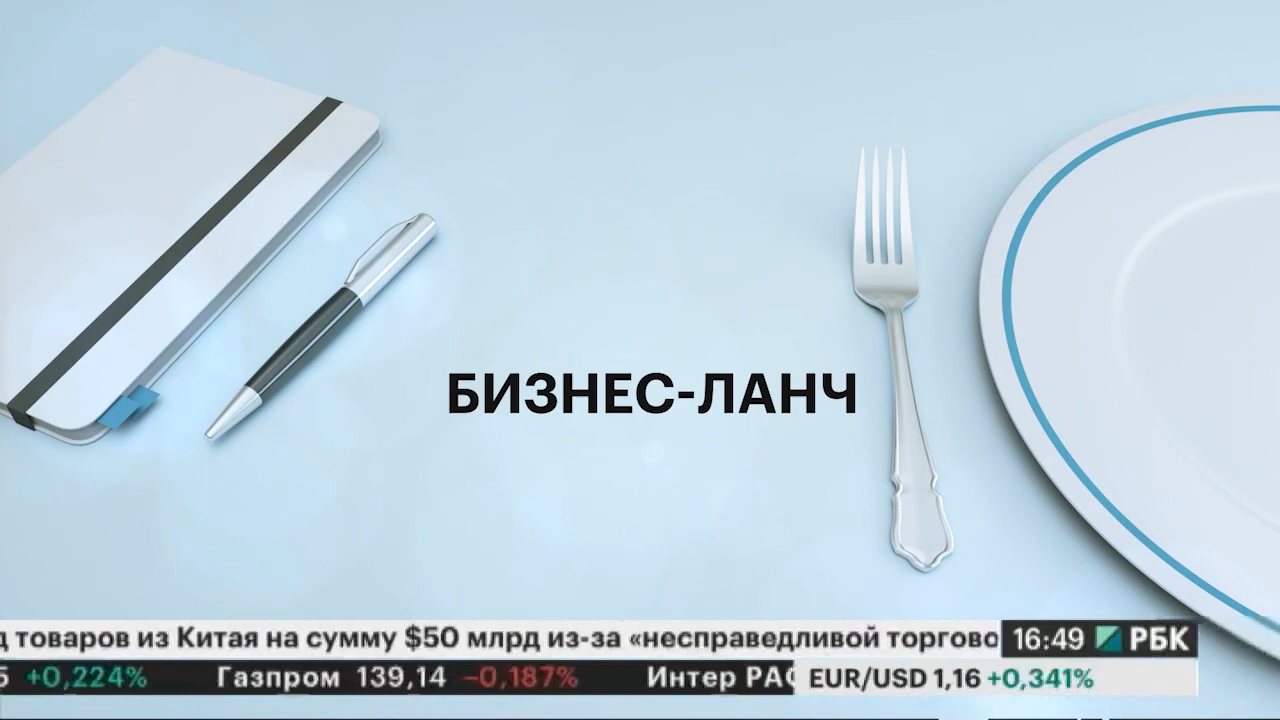 БИЗНЕС-ЛАНЧ
товаров из Китая на сумму $50 млрд из-за «несправедливой торгово
16:49 РБК
+0,224% Газпром 139,14 −0,187% Интер РАО
EUR/USD 1,16 +0,341%